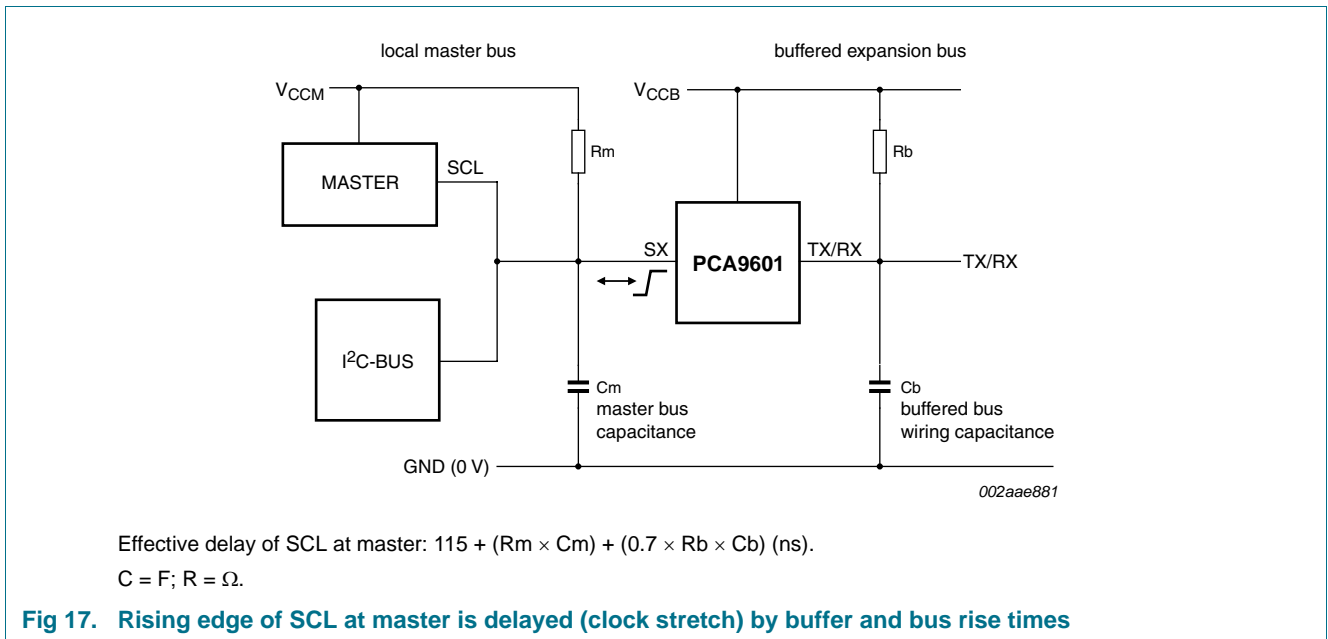 local master bus
buffered expansion bus
VCCM
VCCB
Rm
Rb
MASTER
SCL
SX
PCA9601
TX/RX
TX/RX
I²C-BUS
Cm
master bus
capacitance
Cb
buffered bus
wiring capacitance
GND (0 V)
002aae881
Effective delay of SCL at master: 115 + (Rm × Cm) + (0.7 × Rb × Cb) (ns).
C = F; R = Ω.
Fig 17. Rising edge of SCL at master is delayed (clock stretch) by buffer and bus rise times